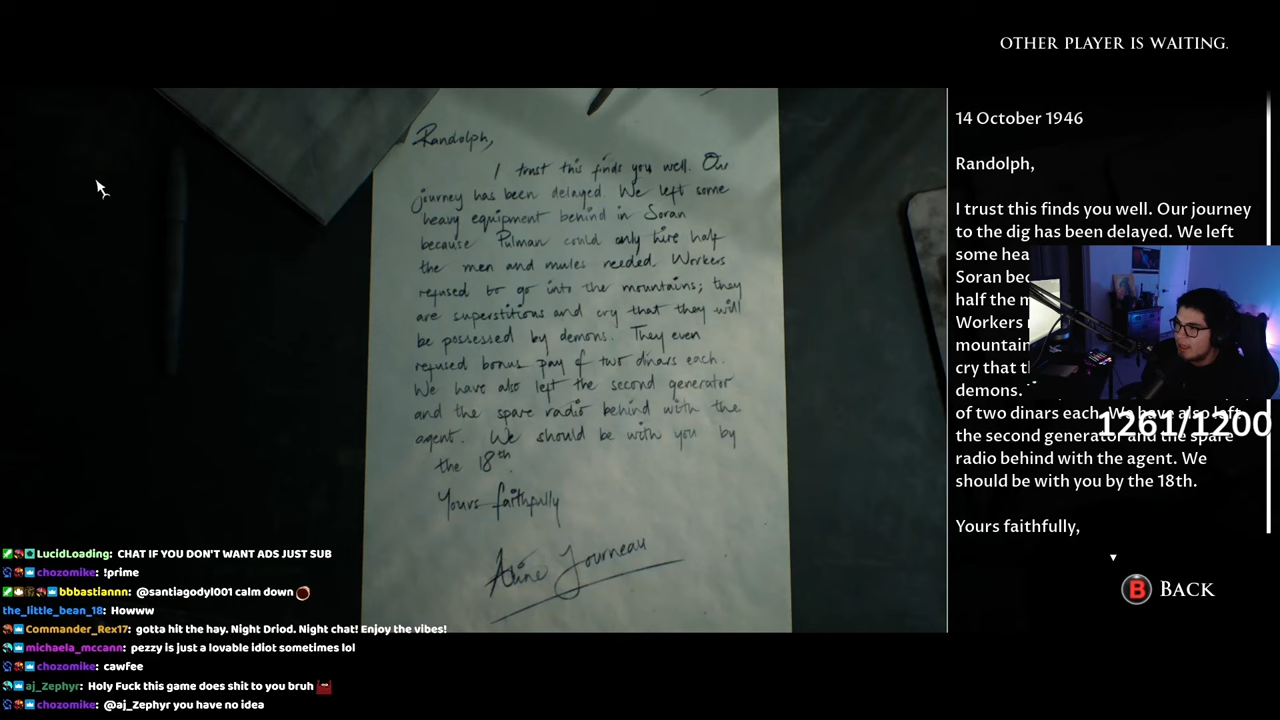 OTHER PLAYER IS WAITING.
Randolph,
I trust this finds you well. Our
journey has been delayed. We left some
heavy equipment behind in Soran
because Pulman could only hire half
the men and mules needed. Workers
refused to go into the mountains; they
are superstitious and cry that they will
be possessed by demons. They even
refused bonus pay of two dinars each.
We have also left the second generator
and the spare radio behind with the
agent. We should be with you by
the 18th.
Yours faithfully
Journeau
14 October 1946
Randolph,
I trust this finds you well. Our journey
to the dig has been delayed. We left
some
Soran
half the
Workers
mountain
cry that
demons.
of two dinars each. We have also left
1261/1200
the second generator and the spare
radio behind with the agent. We
should be with you by the 18th.
Yours faithfully,
B BACK
LucidLoading: CHAT IF YOU DON'T WANT ADS JUST SUB
chozomike: !prime
bbbastiannn: @santiagodyl001 calm down
the_little_bean_18: Howww
Commander_Rex17: gotta hit the hay. Night Driod. Night chat! Enjoy the vibes!
michaela_mccann: pezzy is just a lovable idiot sometimes lol
chozomike: cawfee
aj_Zephyr: Holy Fuck this game does shit to you bruh
chozomike: @aj_Zephyr you have no idea